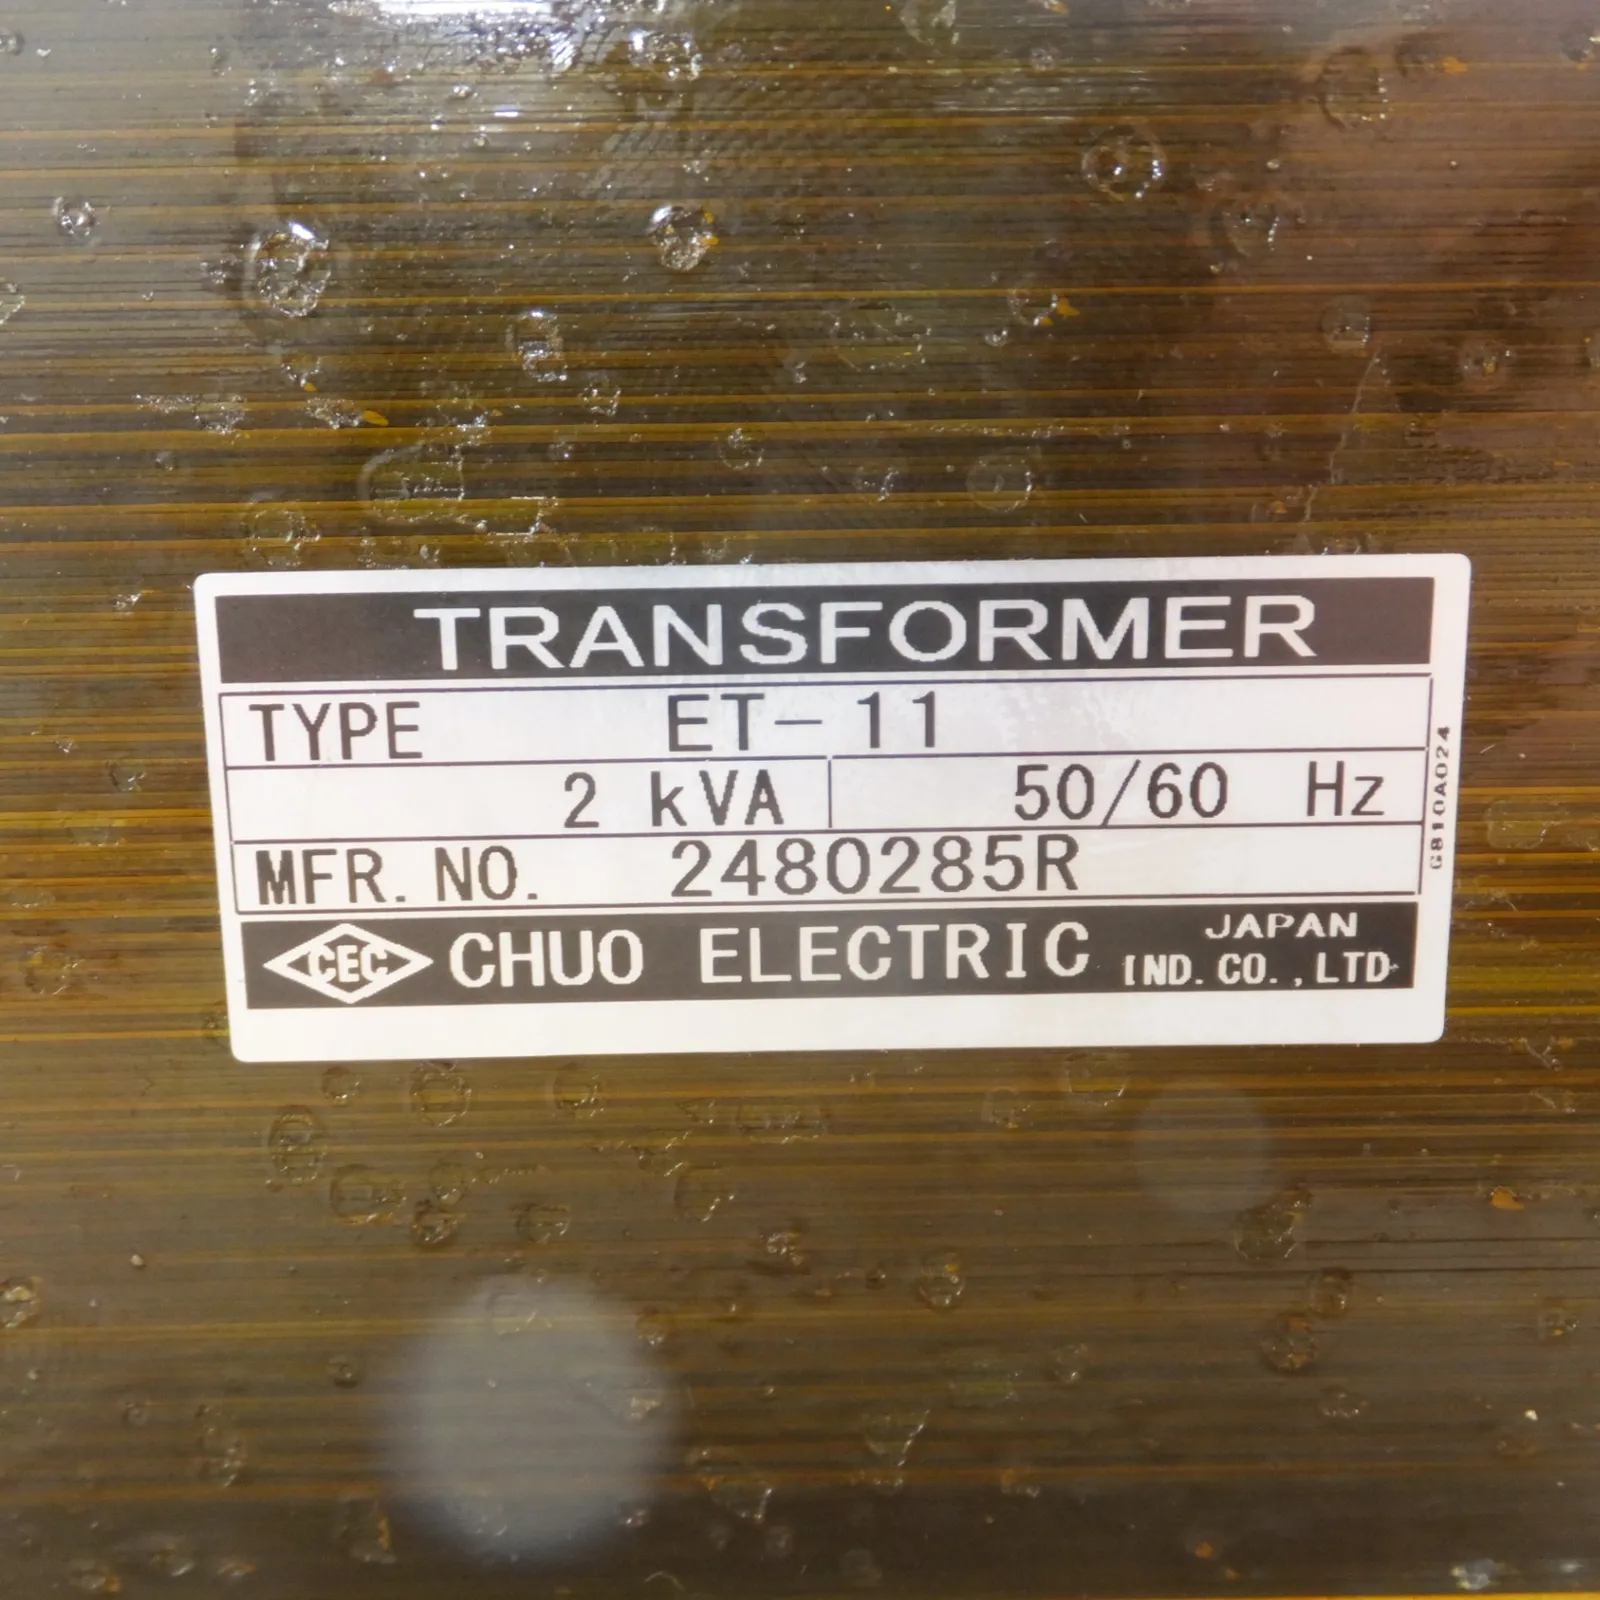 TRANSFORMER
TYPE ET-11
2 kVA 50/60 Hz
MFR. NO. 2480285R
CEC CHUO ELECTRIC JAPAN
IND. CO., LTD
G810A024